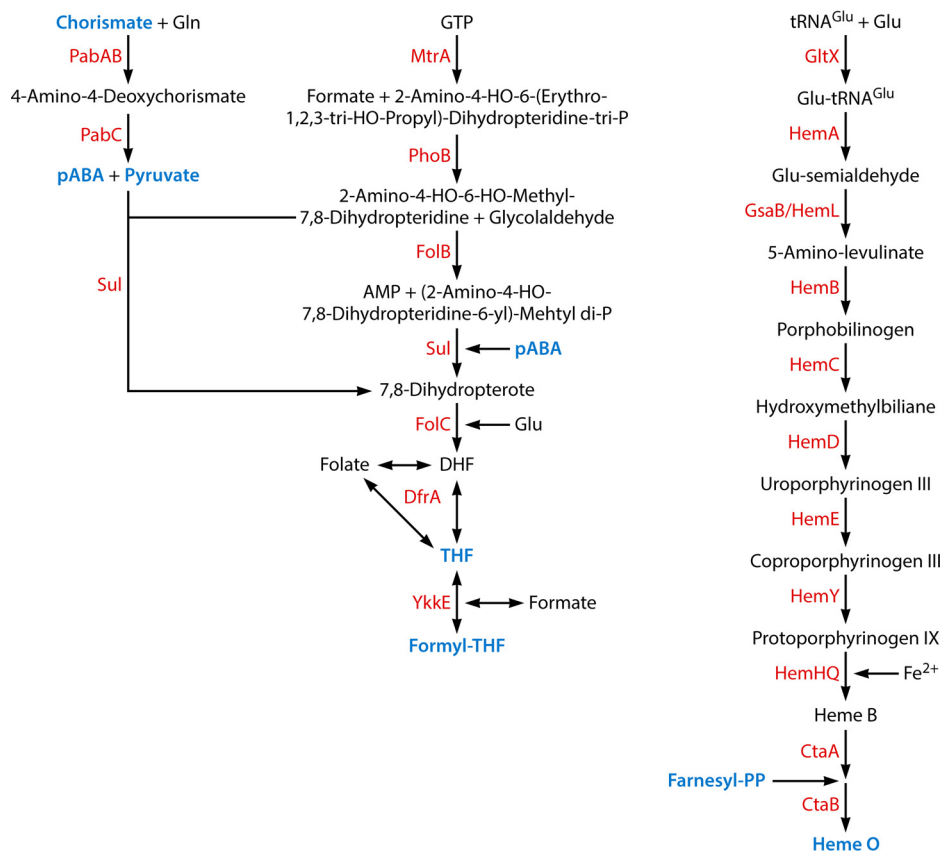 Chorismate + Gln
PabAB
4-Amino-4-Deoxychorismate
PabC
pABA + Pyruvate
Sul
GTP
MtrA
Formate + 2-Amino-4-HO-6-(Erythro-
1,2,3-tri-HO-Propyl)-Dihydropteridine-tri-P
PhoB
2-Amino-4-HO-6-HO-Methyl-
7,8-Dihydropteridine + Glycolaldehyde
FolB
AMP + (2-Amino-4-HO-
7,8-Dihydropteridine-6-yl)-Mehtyl di-P
Sul
pABA
7,8-Dihydropterote
FolC
Glu
Folate
DHF
DfrA
THF
YkkE
Formate
Formyl-THF
tRNA^Glu + Glu
GltX
Glu-tRNA^Glu
HemA
Glu-semialdehyde
GsaB/HemL
5-Amino-levulinate
HemB
Porphobilinogen
HemC
Hydroxymethylbiliane
HemD
Uroporphyrinogen III
HemE
Coproporphyrinogen III
HemY
Protoporphyrinogen IX
HemHQ
Fe2+
Heme B
CtaA
Farnesyl-PP
CtaB
Heme O